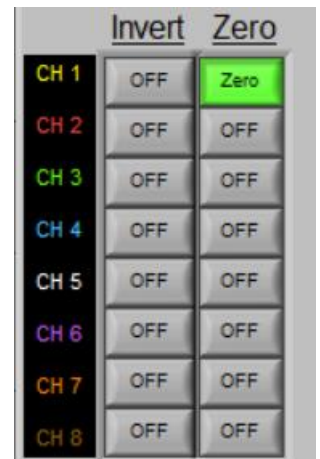 Invert Zero
CH 1 OFF Zero
CH 2 OFF OFF
CH 3 OFF OFF
CH 4 OFF OFF
CH 5 OFF OFF
CH 6 OFF OFF
CH 7 OFF OFF
CH 8 OFF OFF